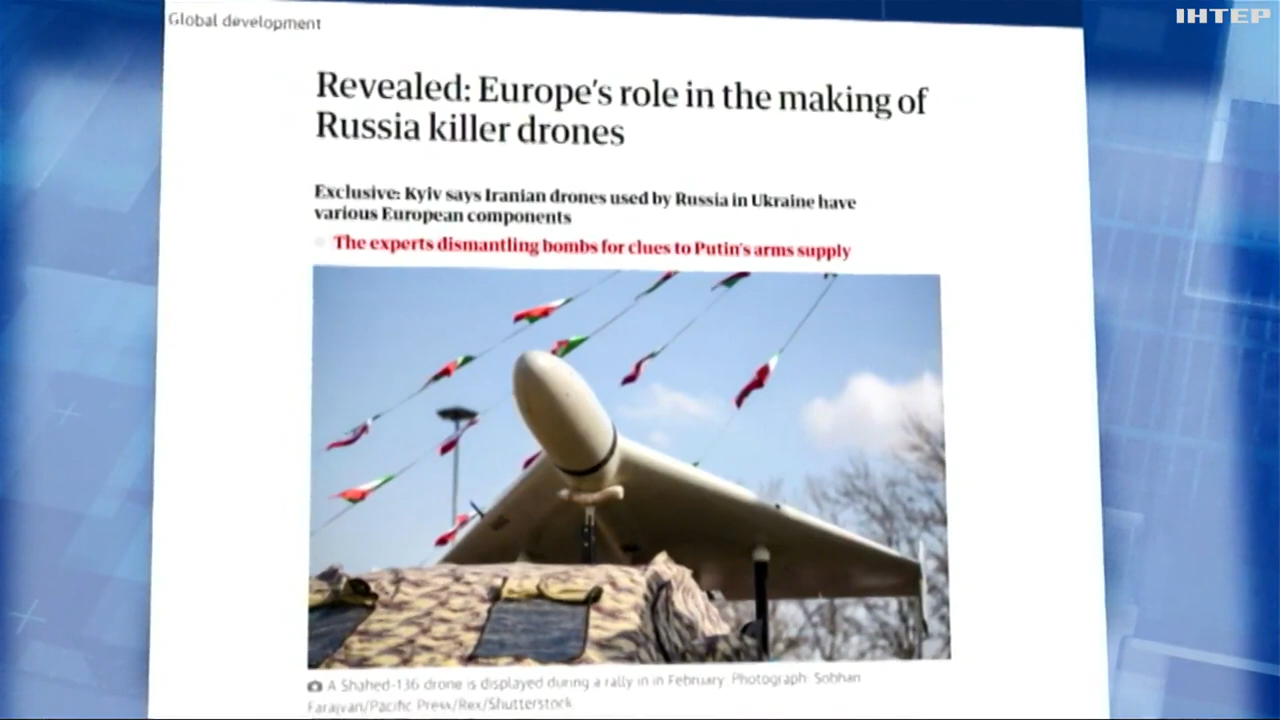 Global development
ІНТЕР
Revealed: Europe's role in the making of
Russia killer drones
Exclusive: Kyiv says Iranian drones used by Russia in Ukraine have
various European components
The experts dismantling bombs for clues to Putin's arms supply
A Shahed-136 drone is displayed during a rally in in February. Photograph: Sobhan
Farajvan/Pacific Press/Rex/Shutterstock